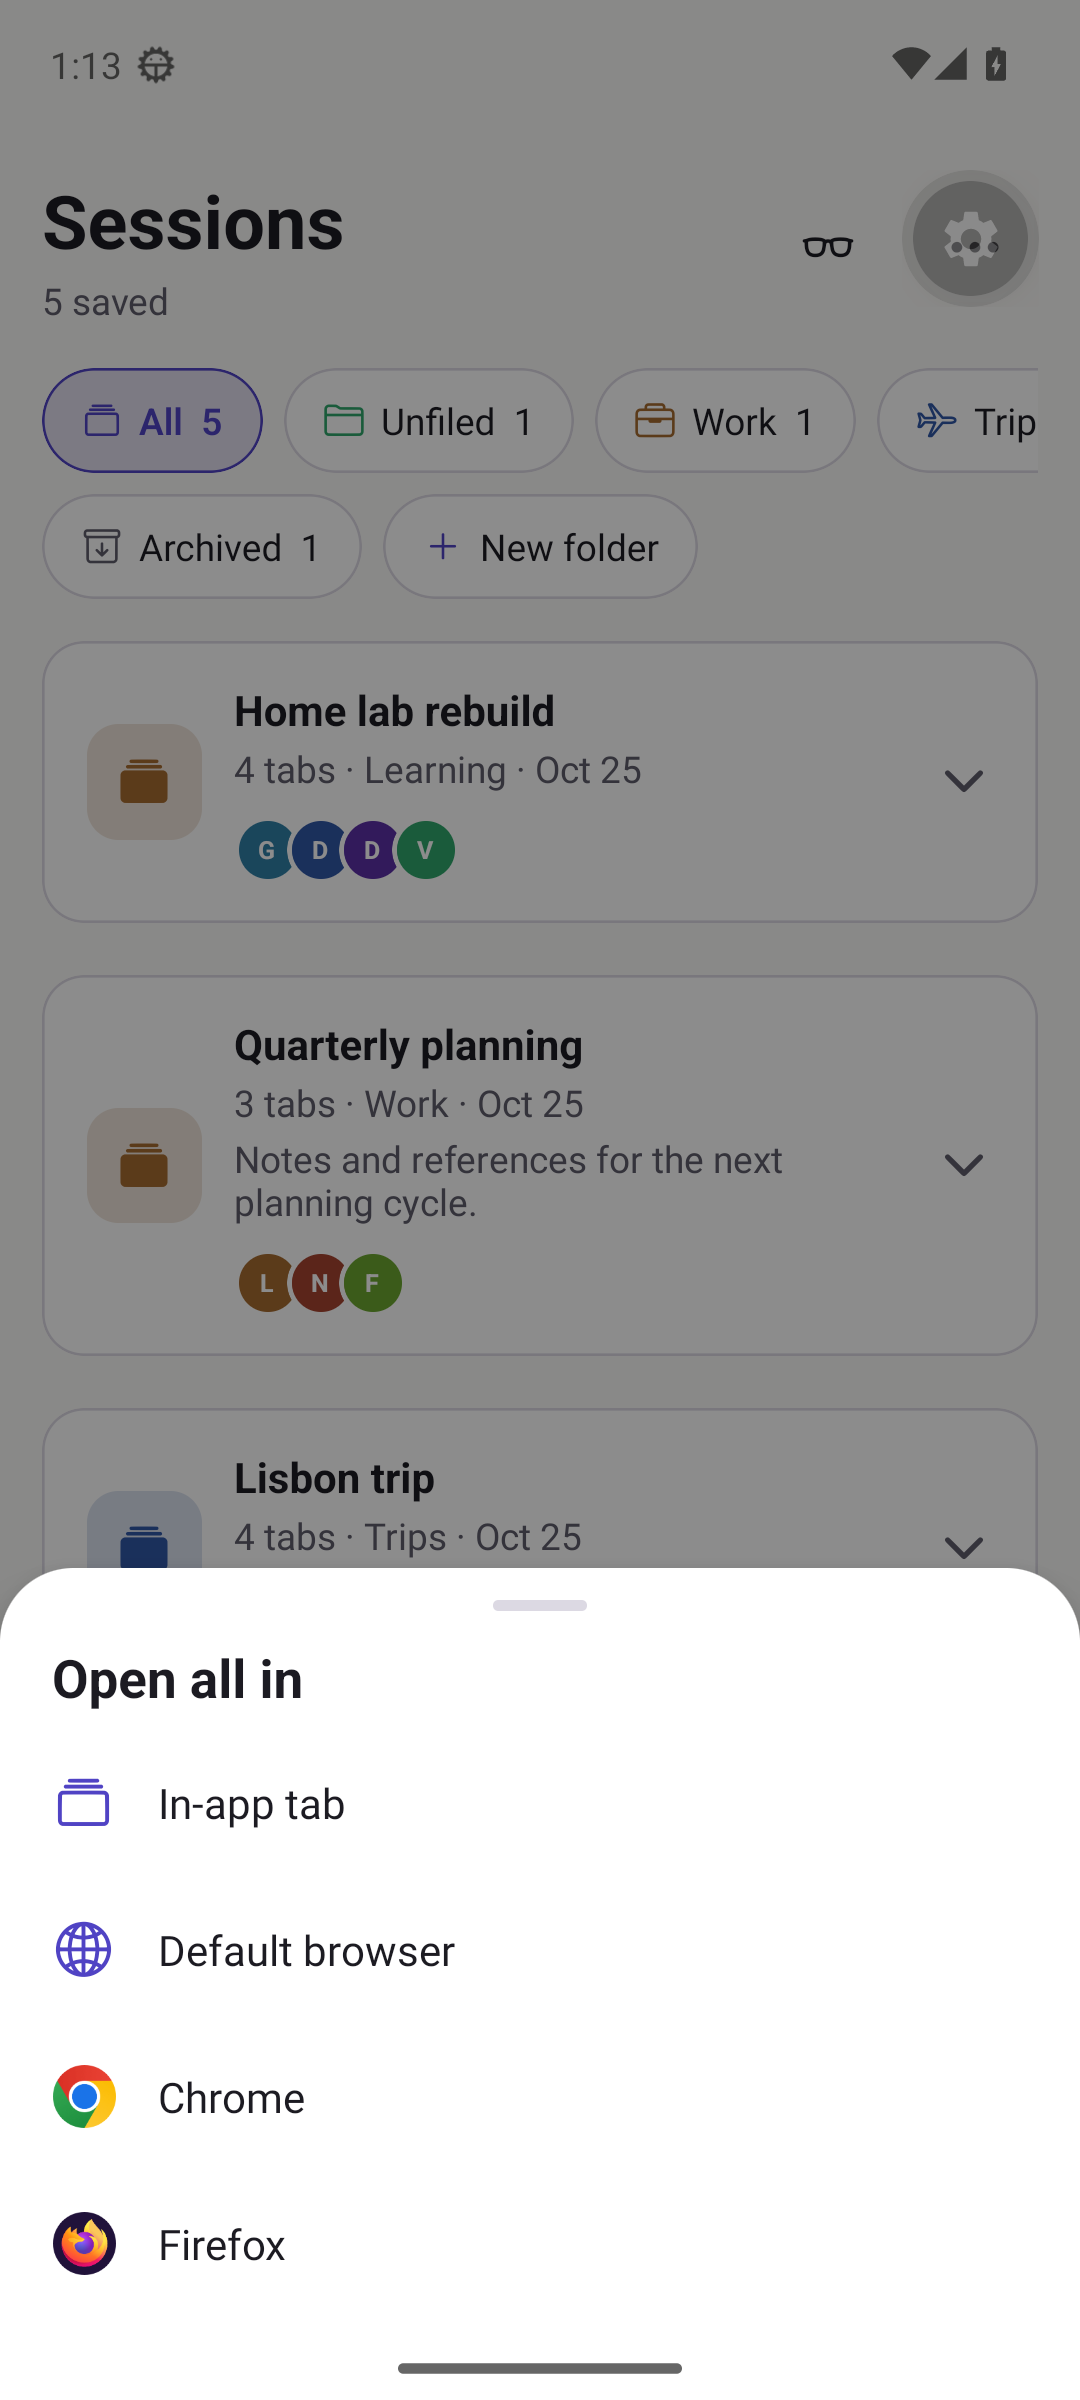 1:13
Sessions
5 saved
All 5
Unfiled 1
Work 1
Trip
Archived 1
New folder
Home lab rebuild
4 tabs · Learning · Oct 25
G D D V
Quarterly planning
3 tabs · Work · Oct 25
Notes and references for the next
planning cycle.
L N F
Lisbon trip
4 tabs · Trips · Oct 25
Open all in
In-app tab
Default browser
Chrome
Firefox